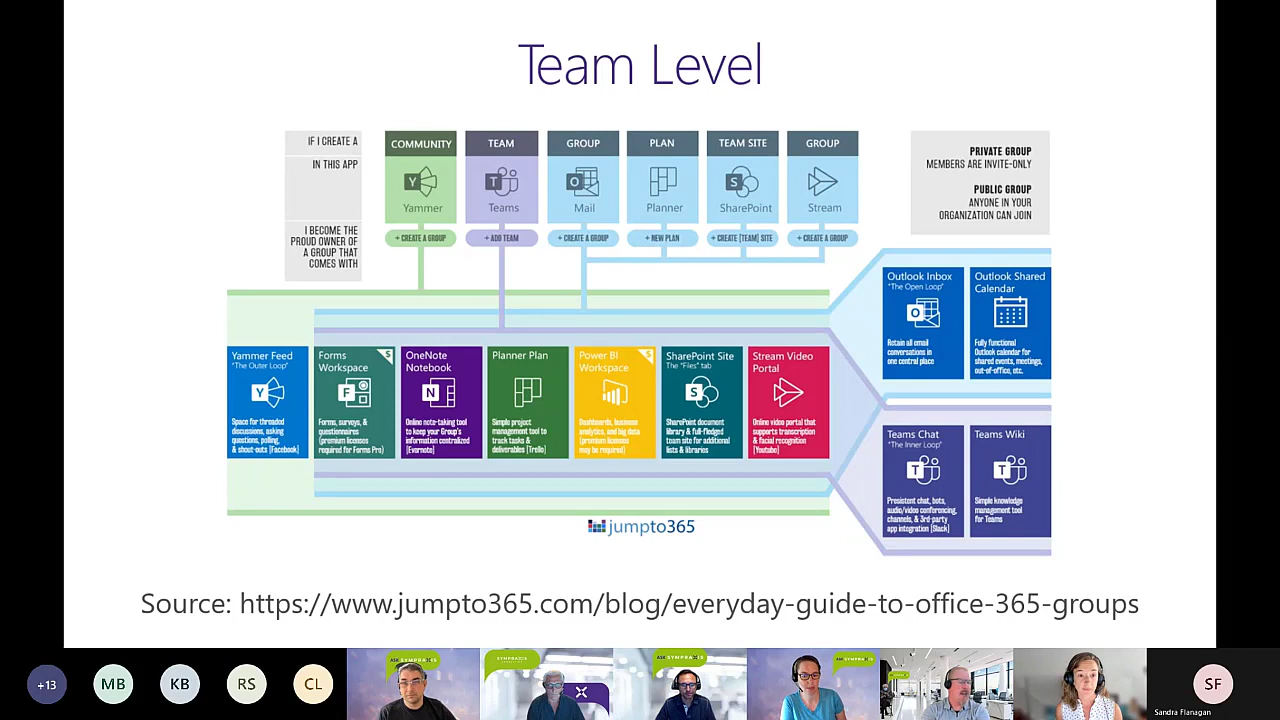 Team Level
IF I CREATE A
IN THIS APP
I BECOME THE
PROUD OWNER OF
A GROUP THAT
COMES WITH
COMMUNITY
Yammer
+ CREATE A GROUP
TEAM
Teams
+ ADD TEAM
GROUP
Mail
+ CREATE A GROUP
PLAN
Planner
+ NEW PLAN
TEAM SITE
SharePoint
+ CREATE [TEAM] SITE
GROUP
Stream
+ CREATE A GROUP
PRIVATE GROUP
MEMBERS ARE INVITE-ONLY
PUBLIC GROUP
ANYONE IN YOUR
ORGANIZATION CAN JOIN
Yammer Feed
"The Outer Loop"
Space for threaded
discussions, asking
questions, polling,
& shout-outs [Facebook]
Forms
Workspace
$
Forms, surveys, &
questionnaires
(premium licenses
required for Forms Pro)
OneNote
Notebook
Online note-taking tool
to keep your Group's
information centralized
[Evernote]
Planner Plan
Simple project
management tool to
track tasks &
deliverables [Trello]
Power BI
Workspace
$
Dashboards, business
analytics, and big data
(premium licenses
may be required)
SharePoint Site
The "Files" tab
SharePoint document
library & full-fledged
team site for additional
lists & libraries
Stream Video
Portal
Online video portal that
supports transcription
& facial recognition
[Youtube]
Outlook Inbox
"The Open Loop"
Retain all email
conversations in
one central place
Outlook Shared
Calendar
Fully functional
Outlook calendar for
shared events, meetings,
out-of-office, etc.
Teams Chat
"The Inner Loop"
Presistent chat, bots,
audio/video conferencing,
channels, & 3rd-party
app integration [Slack]
Teams Wiki
Simple knowledge
management tool
for Teams
jumpto365
Source: https://www.jumpto365.com/blog/everyday-guide-to-office-365-groups
+13
MB
KB
RS
CL
ASK SYMPRAXIS
SYMPRAXIS
ASK SYMPRAXIS
ASK SYMPRAXIS
SF
Sandra Flanagan